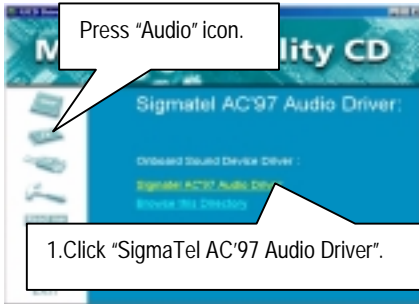 Press “Audio” icon.
M lity CD
Sigmatel AC'97 Audio Driver:
Onboard Sound Device Driver :
Sigmatel AC'97 Audio
Browse this Directory
1.Click “SigmaTel AC’97 Audio Driver”.